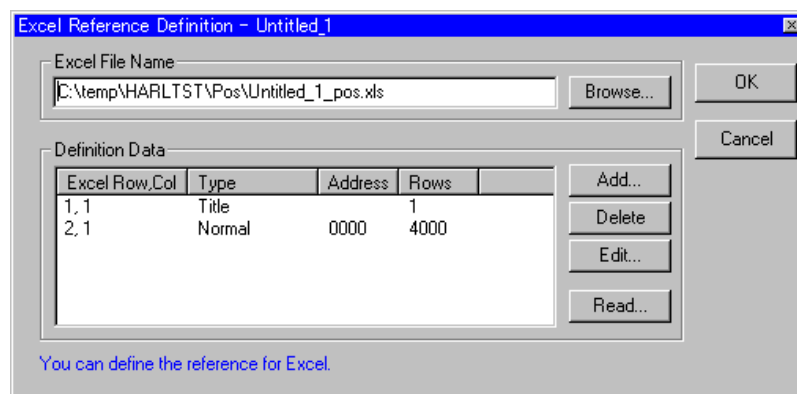 Excel Reference Definition - Untitled_1
Excel File Name
C:\temp\HARLTST\Pos\Untitled_1_pos.xls
Browse...
OK
Cancel
Definition Data
Excel Row,Col Type Address Rows
1, 1 Title 1
2, 1 Normal 0000 4000
Add...
Delete
Edit...
Read...
You can define the reference for Excel.